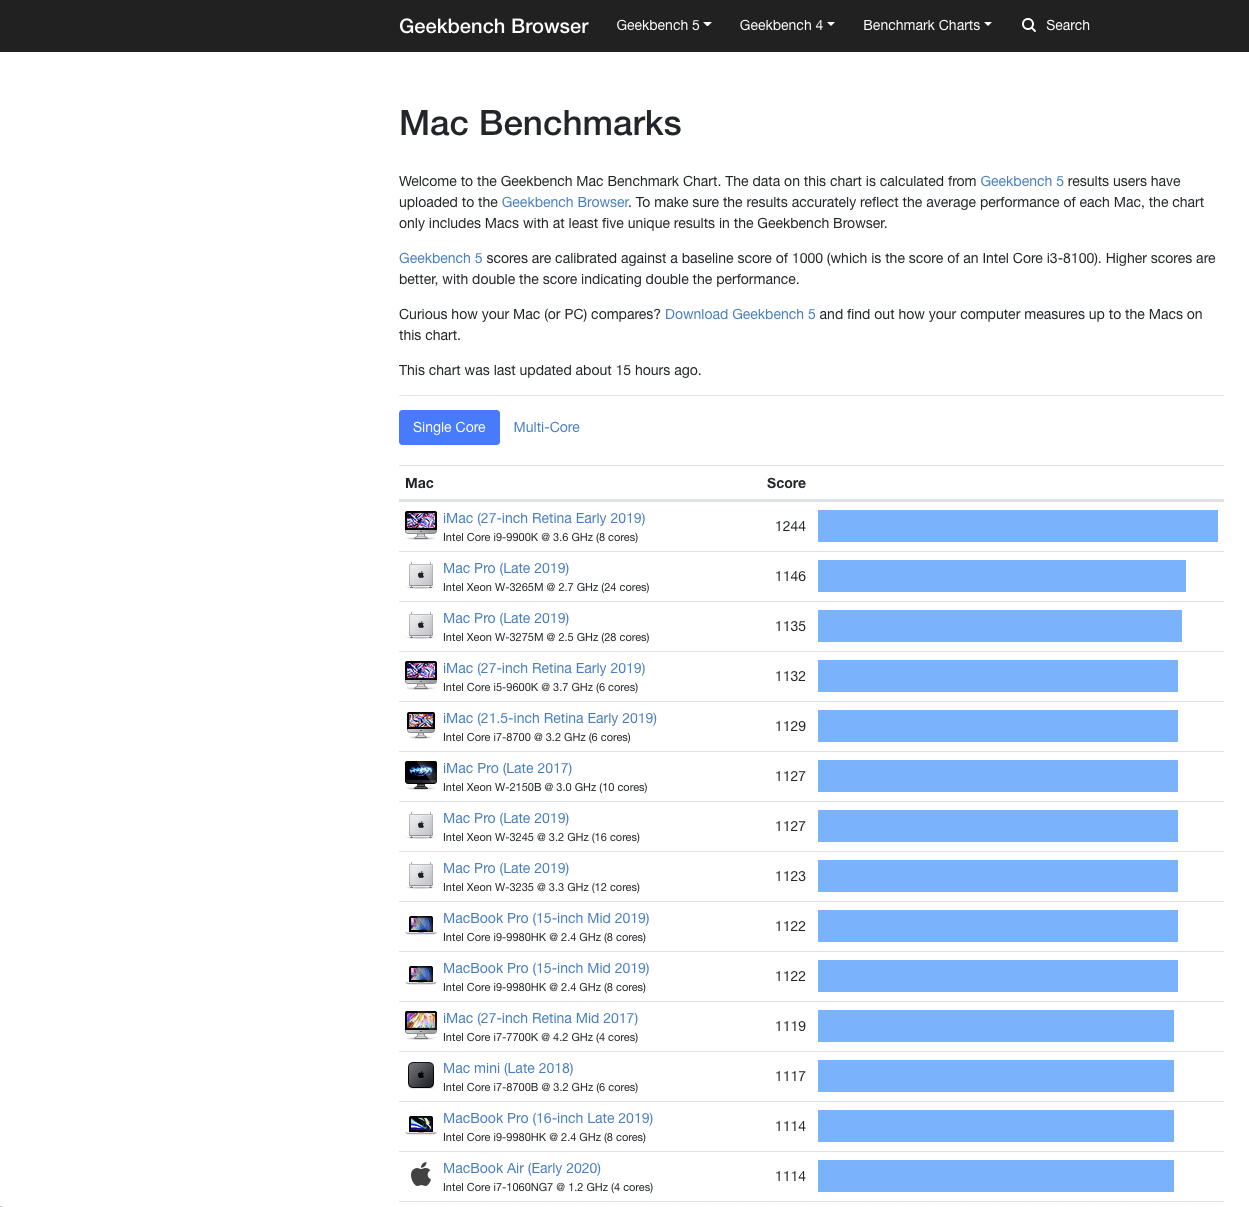 Geekbench Browser Geekbench 5 Geekbench 4 Benchmark Charts Search
Mac Benchmarks
Welcome to the Geekbench Mac Benchmark Chart. The data on this chart is calculated from Geekbench 5 results users have
uploaded to the Geekbench Browser. To make sure the results accurately reflect the average performance of each Mac, the chart
only includes Macs with at least five unique results in the Geekbench Browser.
Geekbench 5 scores are calibrated against a baseline score of 1000 (which is the score of an Intel Core i3-8100). Higher scores are
better, with double the score indicating double the performance.
Curious how your Mac (or PC) compares? Download Geekbench 5 and find out how your computer measures up to the Macs on
this chart.
This chart was last updated about 15 hours ago.
Single Core Multi-Core
Mac Score
iMac (27-inch Retina Early 2019)
Intel Core i9-9900K @ 3.6 GHz (8 cores)
1244
Mac Pro (Late 2019)
Intel Xeon W-3265M @ 2.7 GHz (24 cores)
1146
Mac Pro (Late 2019)
Intel Xeon W-3275M @ 2.5 GHz (28 cores)
1135
iMac (27-inch Retina Early 2019)
Intel Core i5-9600K @ 3.7 GHz (6 cores)
1132
iMac (21.5-inch Retina Early 2019)
Intel Core i7-8700 @ 3.2 GHz (6 cores)
1129
iMac Pro (Late 2017)
Intel Xeon W-2150B @ 3.0 GHz (10 cores)
1127
Mac Pro (Late 2019)
Intel Xeon W-3245 @ 3.2 GHz (16 cores)
1127
Mac Pro (Late 2019)
Intel Xeon W-3235 @ 3.3 GHz (12 cores)
1123
MacBook Pro (15-inch Mid 2019)
Intel Core i9-9980HK @ 2.4 GHz (8 cores)
1122
MacBook Pro (15-inch Mid 2019)
Intel Core i9-9980HK @ 2.4 GHz (8 cores)
1122
iMac (27-inch Retina Mid 2017)
Intel Core i7-7700K @ 4.2 GHz (4 cores)
1119
Mac mini (Late 2018)
Intel Core i7-8700B @ 3.2 GHz (6 cores)
1117
MacBook Pro (16-inch Late 2019)
Intel Core i9-9980HK @ 2.4 GHz (8 cores)
1114
MacBook Air (Early 2020)
Intel Core i7-1060NG7 @ 1.2 GHz (4 cores)
1114